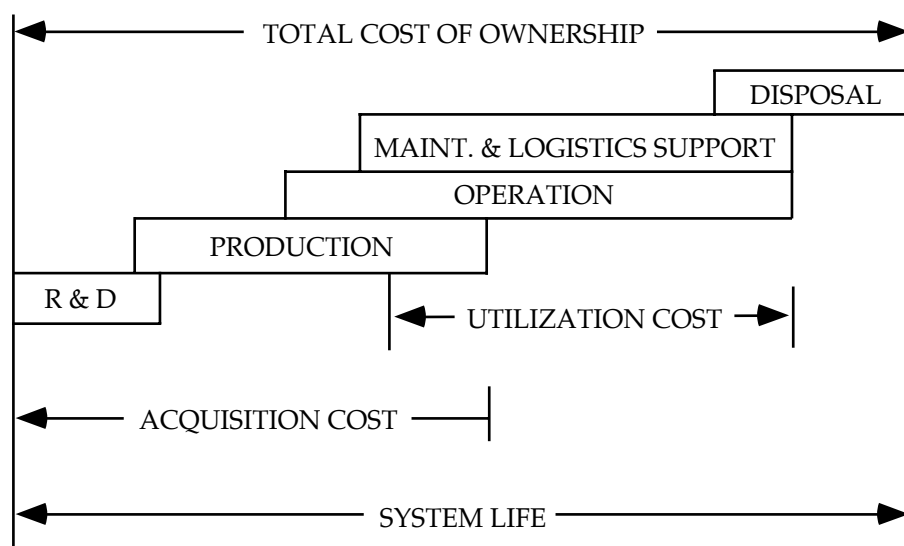 TOTAL COST OF OWNERSHIP
DISPOSAL
MAINT. & LOGISTICS SUPPORT
OPERATION
PRODUCTION
R & D
UTILIZATION COST
ACQUISITION COST
SYSTEM LIFE